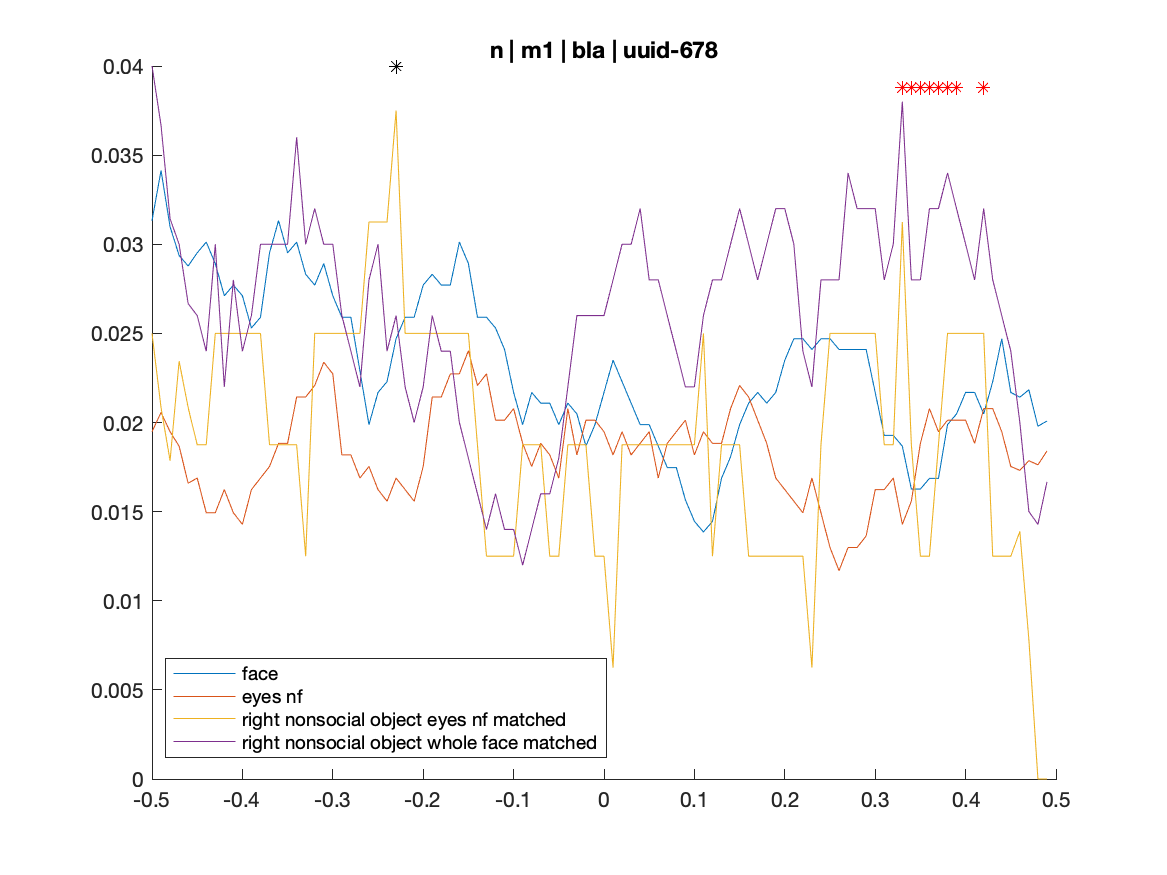 n | m1 | bla | uuid-678
0.04
0.035
0.03
0.025
0.02
0.015
0.01
0.005
0
face
eyes nf
right nonsocial object eyes nf matched
right nonsocial object whole face matched
-0.5 -0.4 -0.3 -0.2 -0.1 0 0.1 0.2 0.3 0.4 0.5